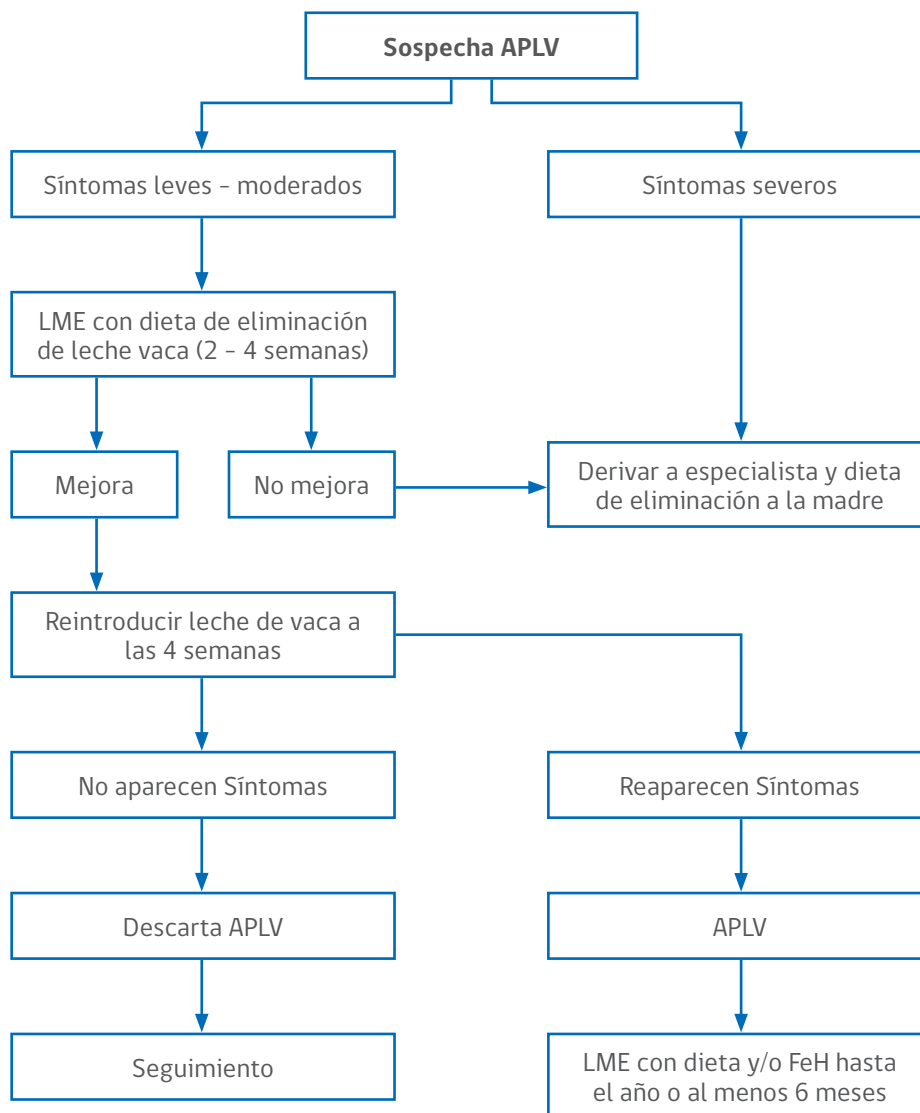 Sospecha APLV
Síntomas leves – moderados
Síntomas severos
LME con dieta de eliminación
de leche vaca (2 – 4 semanas)
Mejora
No mejora
Derivar a especialista y dieta
de eliminación a la madre
Reintroducir leche de vaca a
las 4 semanas
No aparecen Síntomas
Reaparecen Síntomas
Descarta APLV
APLV
Seguimiento
LME con dieta y/o FeH hasta
el año o al menos 6 meses